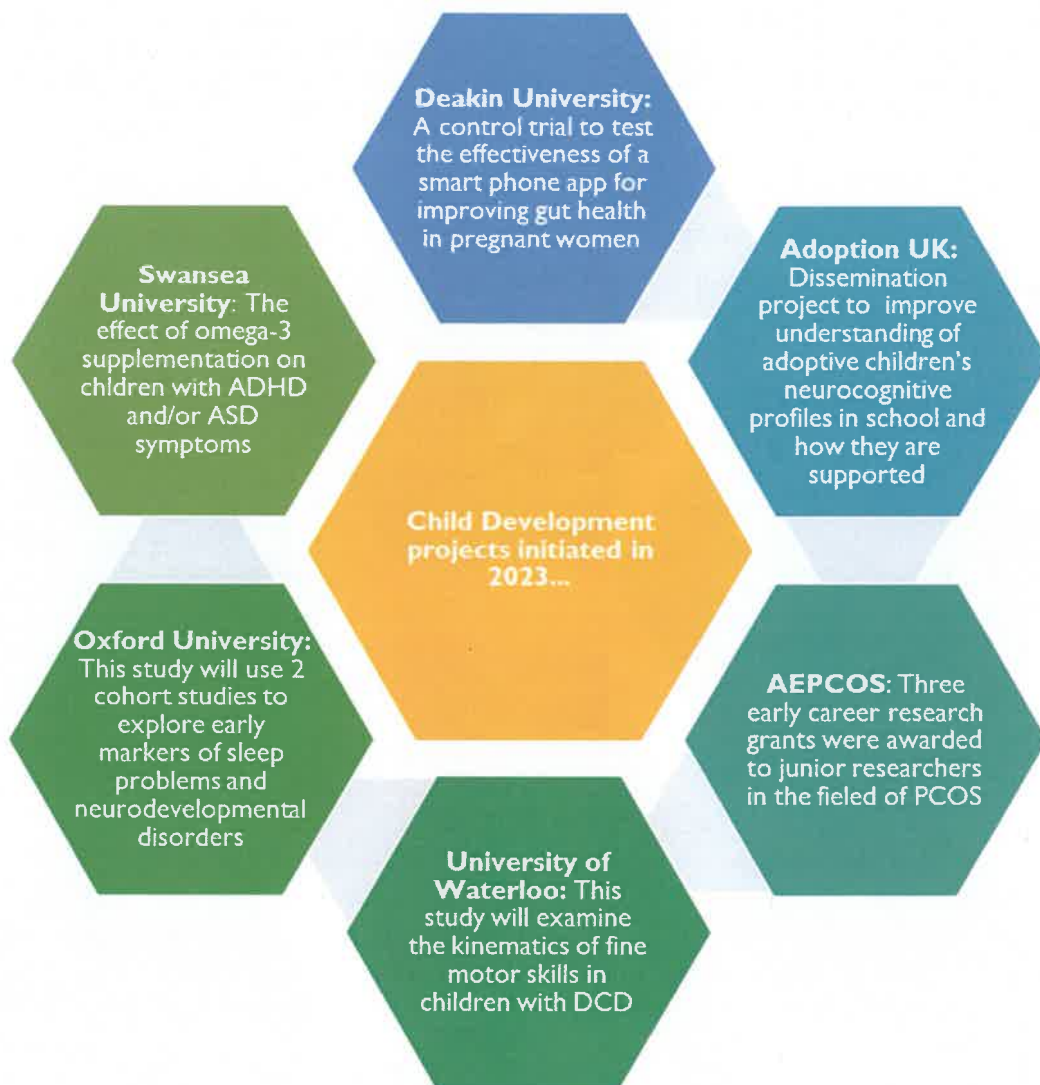 Deakin University:
A control trial to test
the effectiveness of a
smart phone app for
improving gut health
in pregnant women
Adoption UK:
Dissemination
project to improve
understanding of
adoptive children's
neurocognitive
profiles in school and
how they are
supported
AEPCOS: Three
early career research
grants were awarded
to junior researchers
in the fieled of PCOS
University of
Waterloo: This
study will examine
the kinematics of fine
motor skills in
children with DCD
Oxford University:
This study will use 2
cohort studies to
explore early
markers of sleep
problems and
neurodevelopmental
disorders
Swansea
University: The
effect of omega-3
supplementation on
chldren with ADHD
and/or ASD
symptoms
Child Development
projects initiated in
2023...